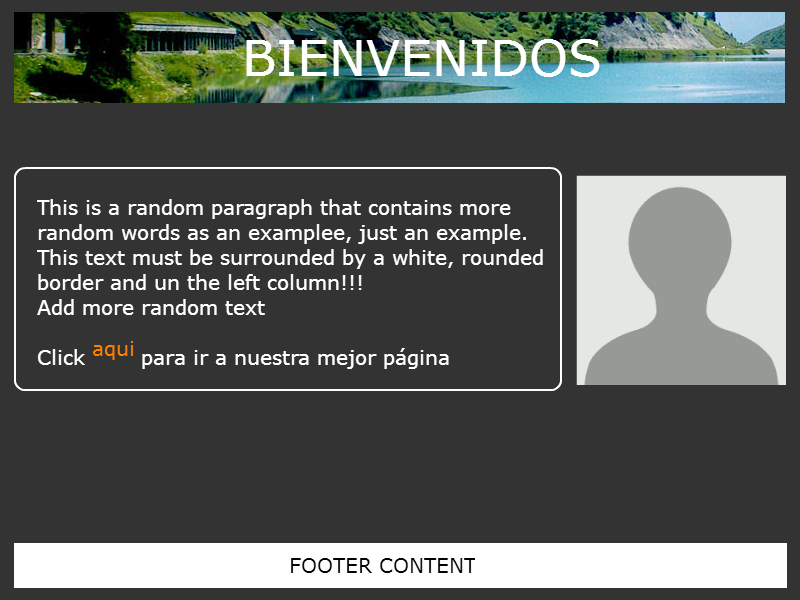 BIENVENIDOS
This is a random paragraph that contains more
random words as an examplee, just an example.
This text must be surrounded by a white, rounded
border and un the left column!!!
Add more random text
Click aqui para ir a nuestra mejor página
FOOTER CONTENT